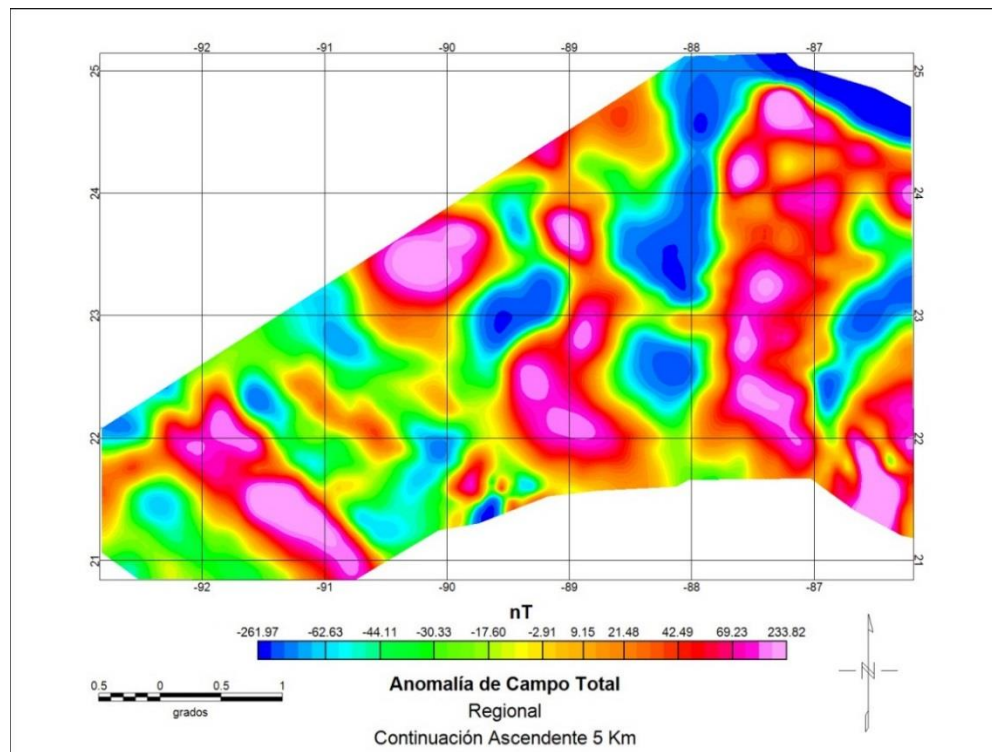 -92 -91 -90 -89 -88 -87
25 25
24 24
23 23
22 22
21 21
-92 -91 -90 -89 -88 -87
nT
-261.97 -62.63 -44.11 -30.33 -17.60 -2.91 9.15 21.48 42.49 69.23 233.82
0.5 0 0.5 1
grados
Anomalía de Campo Total
Regional
Continuación Ascendente 5 Km
N